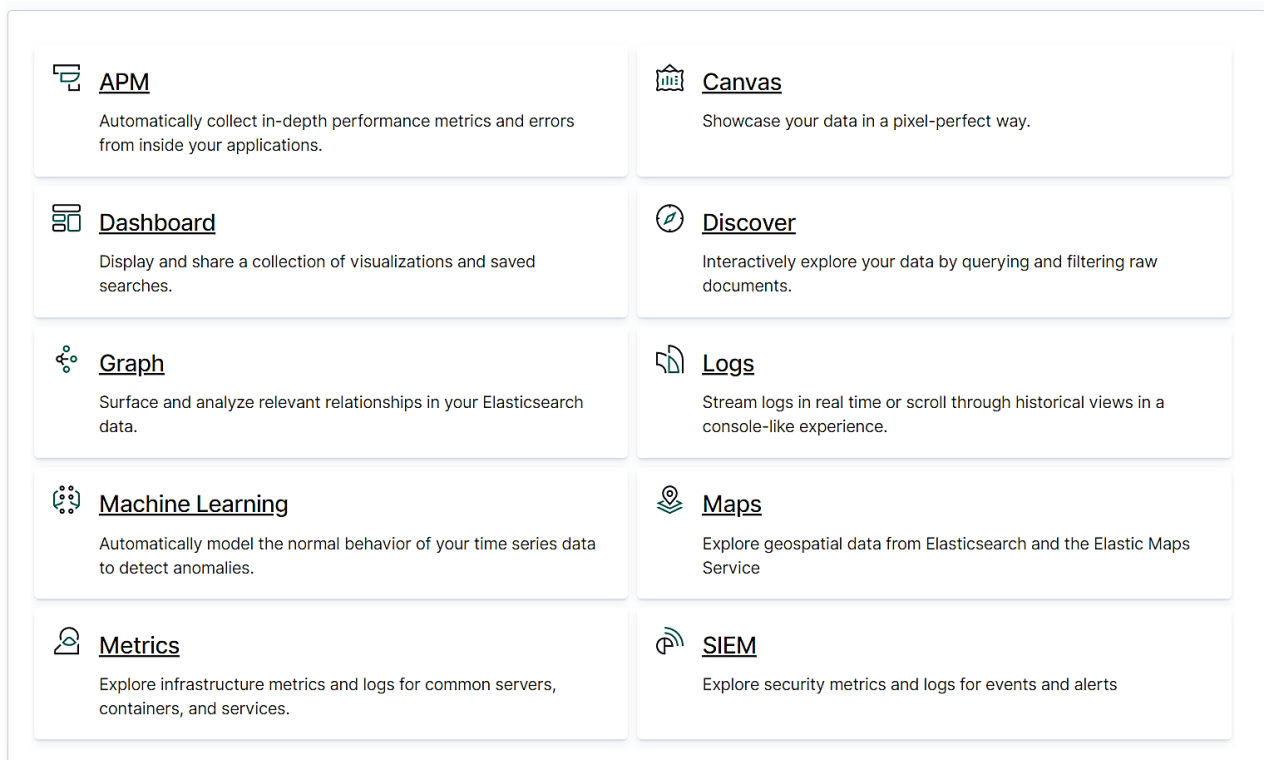 APM
Automatically collect in-depth performance metrics and errors
from inside your applications.
Canvas
Showcase your data in a pixel-perfect way.
Dashboard
Display and share a collection of visualizations and saved
searches.
Discover
Interactively explore your data by querying and filtering raw
documents.
Graph
Surface and analyze relevant relationships in your Elasticsearch
data.
Logs
Stream logs in real time or scroll through historical views in a
console-like experience.
Machine Learning
Automatically model the normal behavior of your time series data
to detect anomalies.
Maps
Explore geospatial data from Elasticsearch and the Elastic Maps
Service
Metrics
Explore infrastructure metrics and logs for common servers,
containers, and services.
SIEM
Explore security metrics and logs for events and alerts